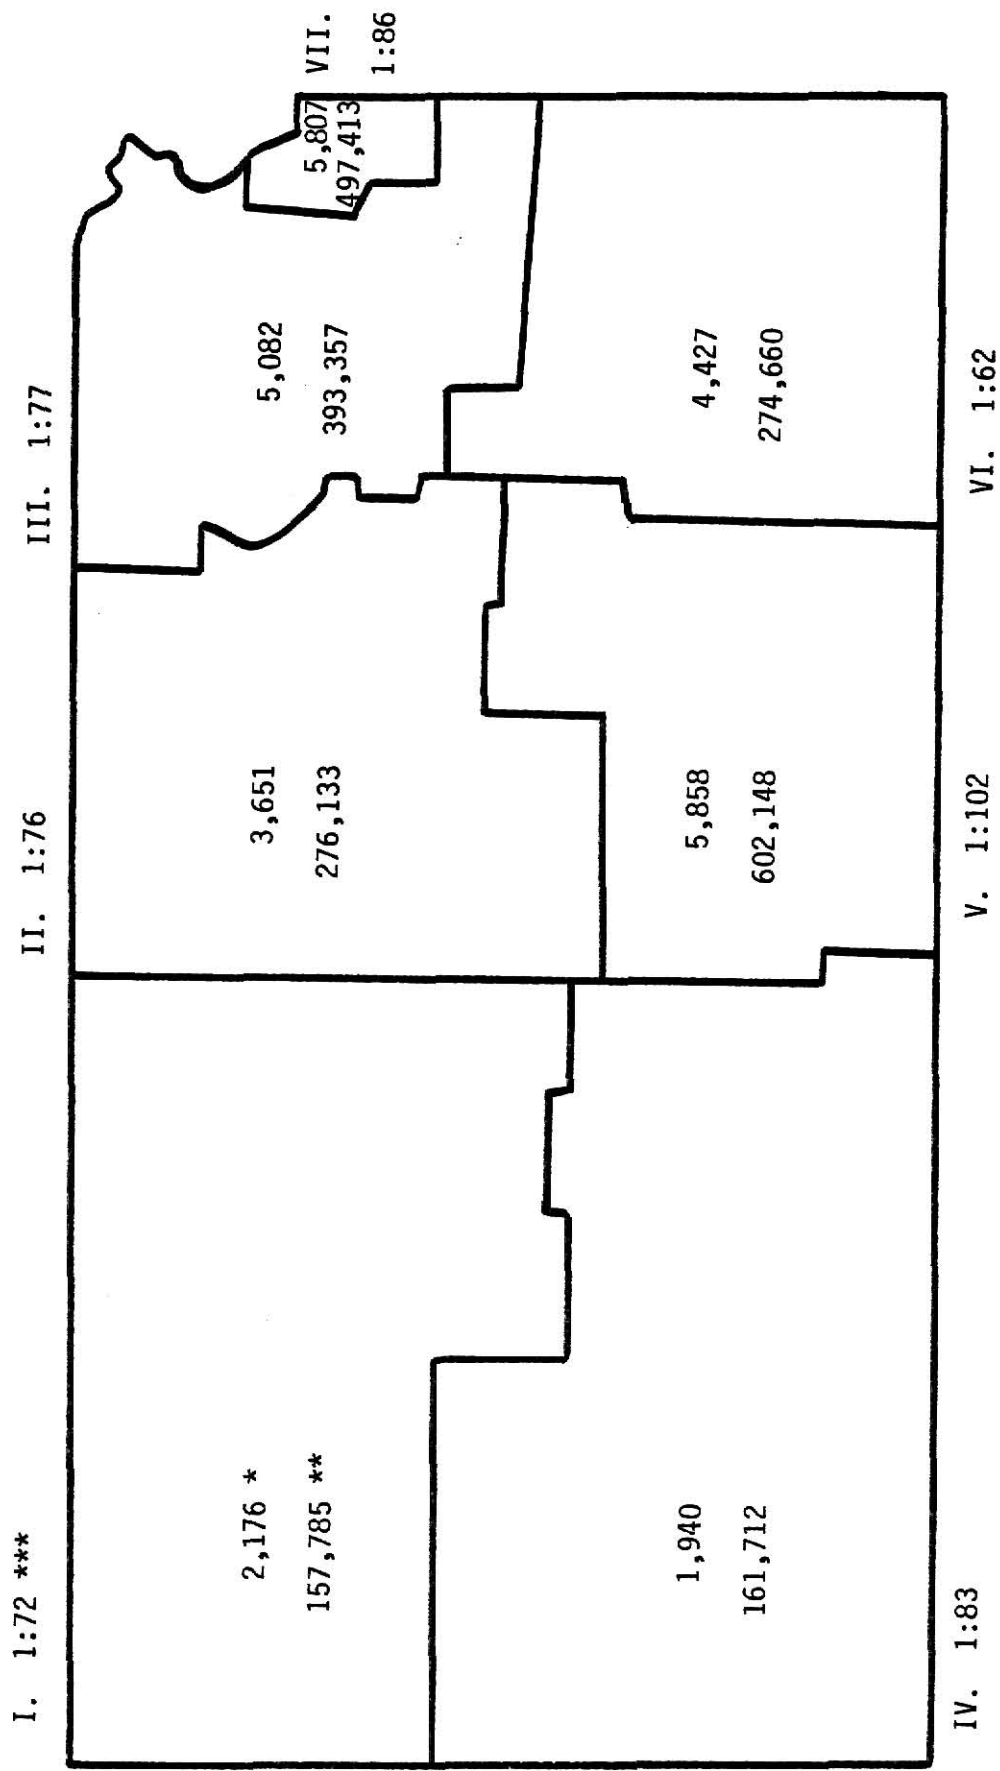 I. 1:72 ***
II. 1:76
III. 1:77
VII.
1:86
2,176 *
157,785 **
3,651
276,133
5,082
393,357
5,807
497,413
1,940
161,712
5,858
602,148
4,427
274,660
IV. 1:83
V. 1:102
VI. 1:62